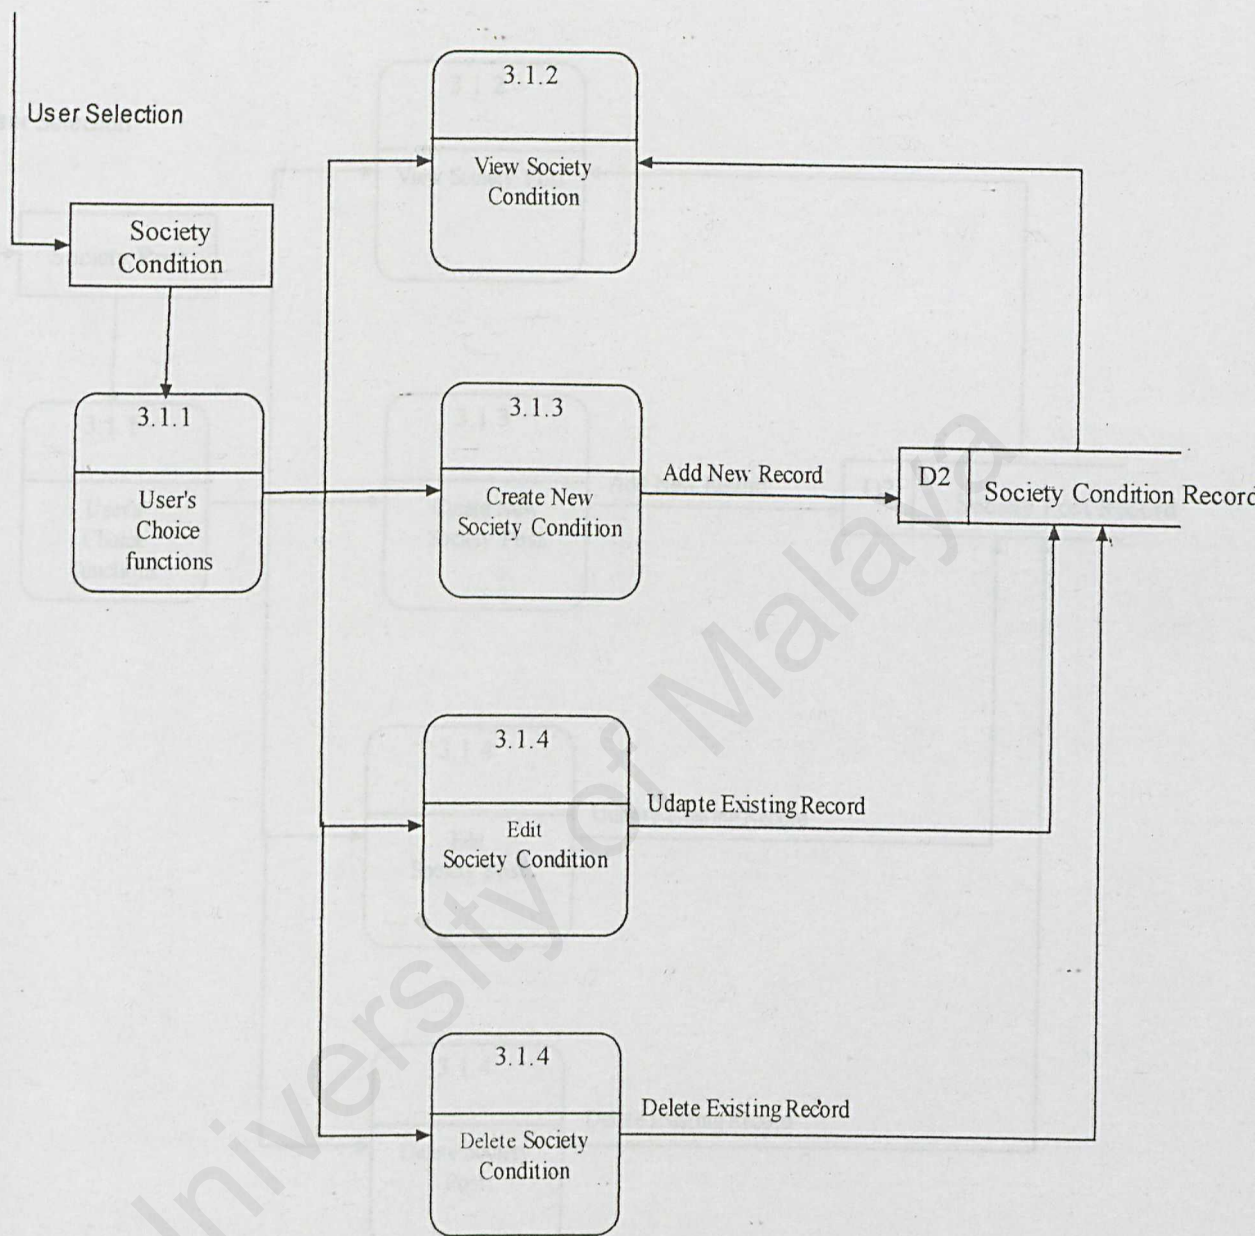 User Selection
Society
Condition
3.1.1
User's
Choice
functions
3.1.2
View Society
Condition
3.1.3
Create New
Society Condition
Add New Record
D2
Society Condition Record
3.1.4
Edit
Society Condition
Udapte Existing Record
3.1.4
Delete Society
Condition
Delete Existing Record
University of Malaya